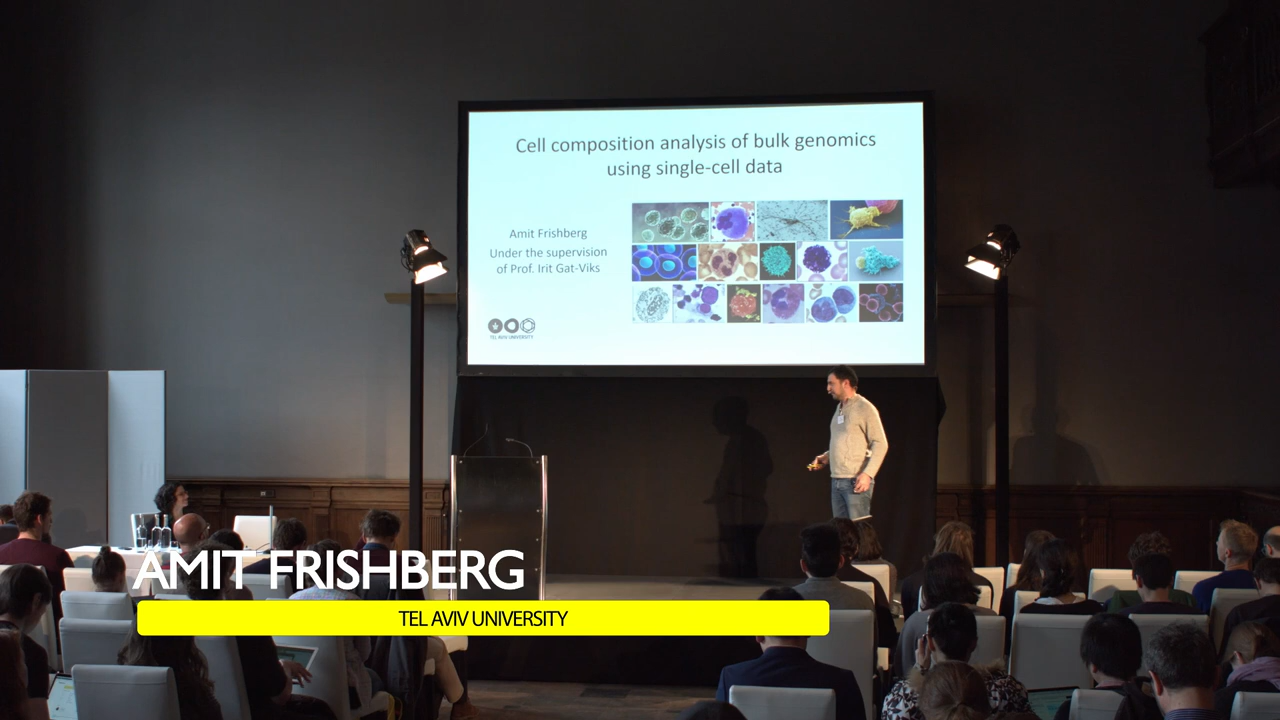 Cell composition analysis of bulk genomics
using single-cell data
Amit Frishberg
Under the supervision
of Prof. Irit Gat-Viks
TEL AVIV UNIVERSITY
AMIT FRISHBERG
TEL AVIV UNIVERSITY